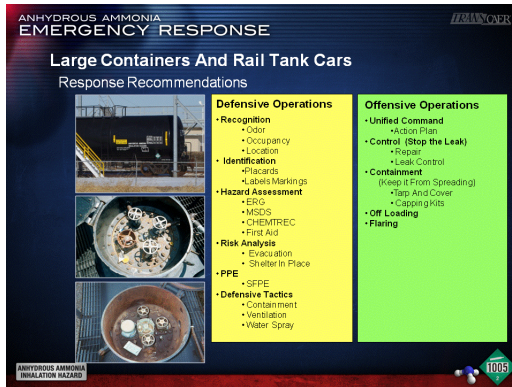 ANHYDROUS AMMONIA
EMERGENCY RESPONSE
TRANSCAER
Large Containers And Rail Tank Cars
Response Recommendations
Defensive Operations
• Recognition
• Odor
• Occupancy
• Location
• Identification
• Placards
• Labels Markings
• Hazard Assessment
• ERG
• MSDS
• CHEMTREC
• First Aid
• Risk Analysis
• Evacuation
• Shelter In Place
• PPE
• SFPE
• Defensive Tactics
• Containment
• Ventilation
• Water Spray
Offensive Operations
• Unified Command
• Action Plan
• Control (Stop the Leak)
• Repair
• Leak Control
• Containment
(Keep it From Spreading)
• Tarp And Cover
• Capping Kits
• Off Loading
• Flaring
ANHYDROUS AMMONIA
INHALATION HAZARD
1005
2